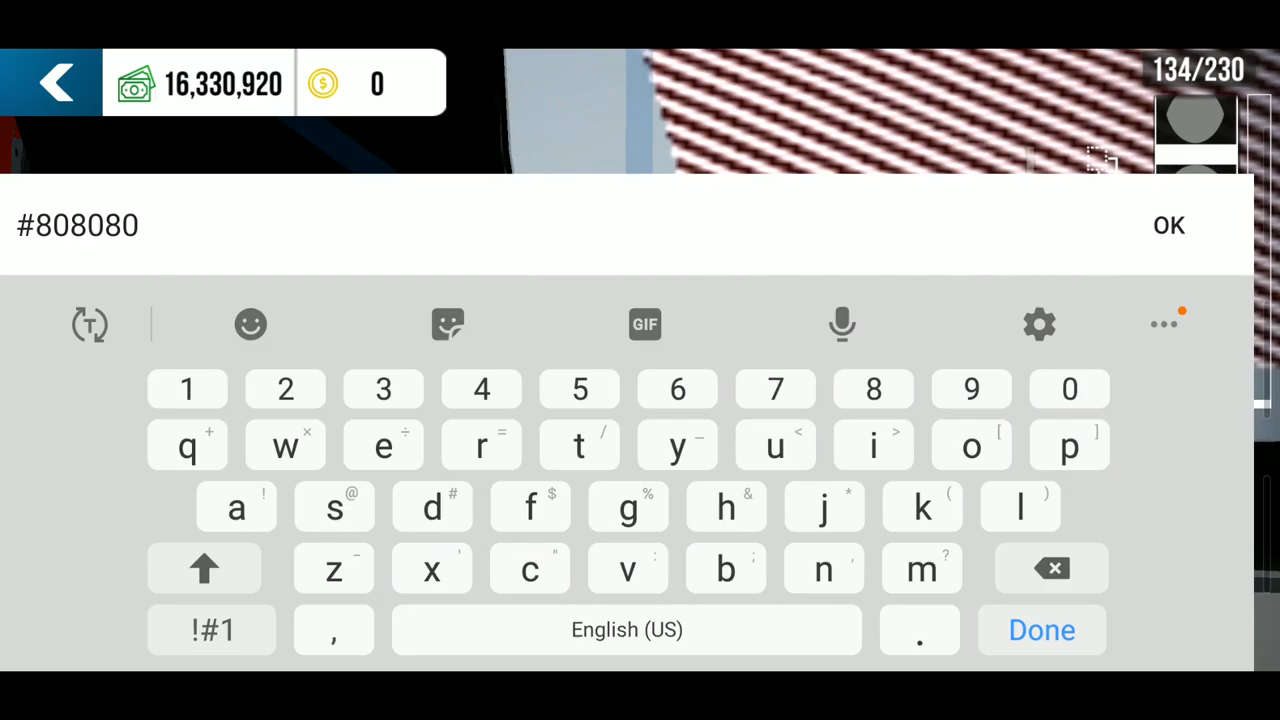 16,330,920 0 134/230
#808080 OK
T GIF
1 2 3 4 5 6 7 8 9 0
q + w × e ÷ r = t / y _ u < i > o [ p ]
a ! s @ d # f $ g % h & j * k ( l )
z - x ' c " v : b ; n , m ?
!#1 , English (US) . Done